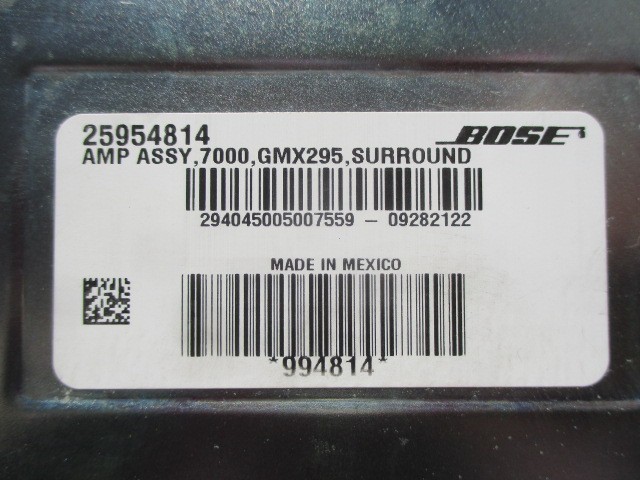 25954814 BOSE
AMP ASSY,7000,GMX295,SURROUND
294045005007559 - 09282122
MADE IN MEXICO
*994814*